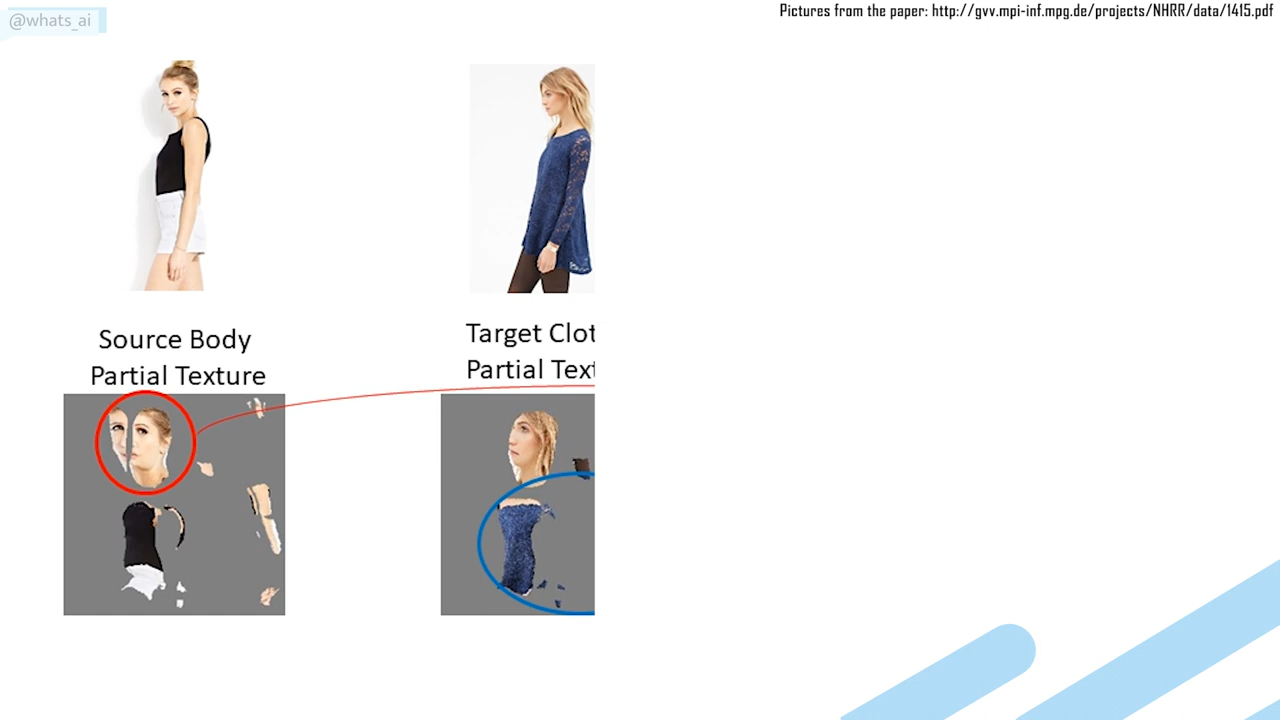 @whats_ai
Pictures from the paper: http://gvv.mpi-inf.mpg.de/projects/NHRR/data/1415.pdf
Source Body
Partial Texture
Target Clot
Partial Text